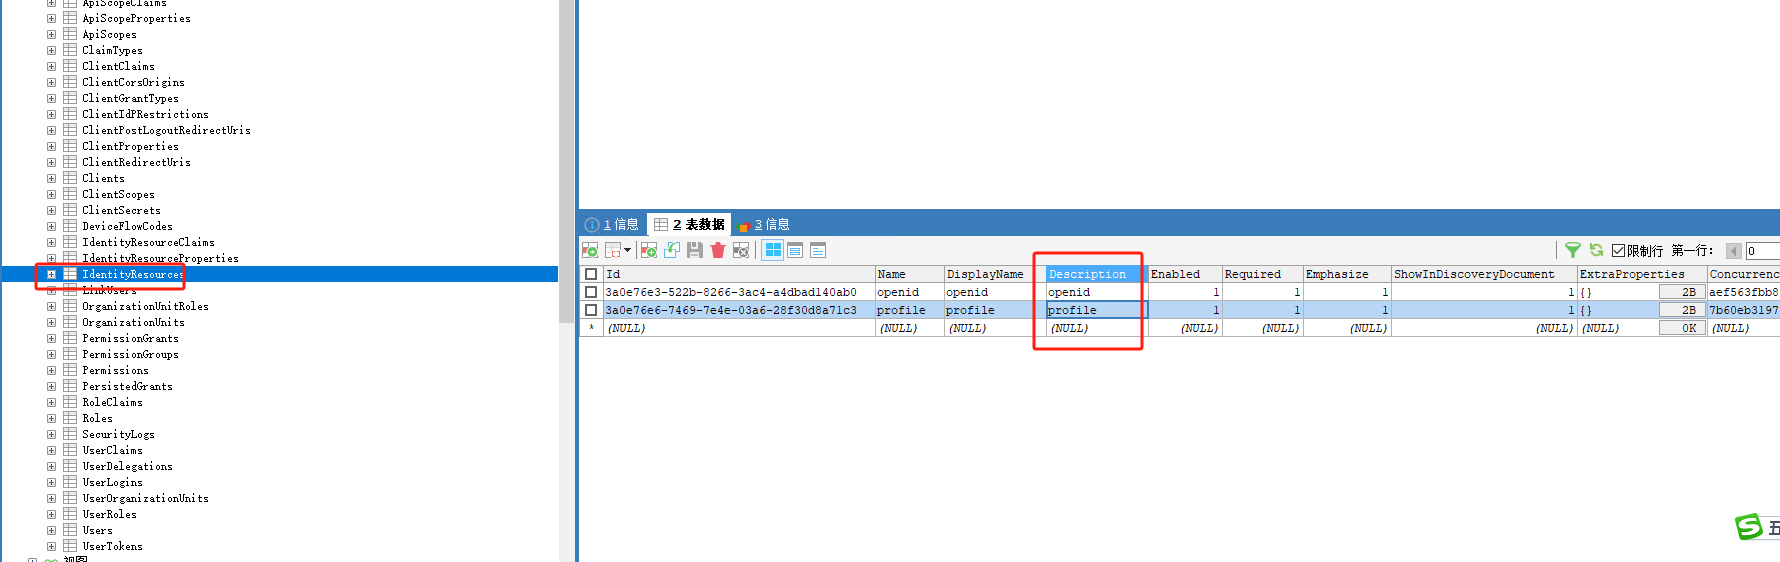 ApiScopeClaims
ApiScopeProperties
ApiScopes
ClaimTypes
ClientClaims
ClientCorsOrigins
ClientGrantTypes
ClientIdPRestrictions
ClientPostLogoutRedirectUris
ClientProperties
ClientRedirectUris
Clients
ClientScopes
ClientSecrets
DeviceFlowCodes
IdentityResourceClaims
IdentityResourceProperties
IdentityResources
LinkUsers
OrganizationUnitRoles
OrganizationUnits
PermissionGrants
PermissionGroups
Permissions
PersistedGrants
RoleClaims
Roles
SecurityLogs
UserClaims
UserDelegations
UserLogins
UserOrganizationUnits
UserRoles
Users
UserTokens
视图
1 信息 2 表数据 3 信息
限制行 第一行: 0
Id Name DisplayName Description Enabled Required Emphasize ShowInDiscoveryDocument ExtraProperties Concurrenc
3a0e76e3-522b-8266-3ac4-a4dbad140ab0 openid openid openid 1 1 1 1 {} 2B aef563fbb8
3a0e76e6-7469-7e4e-03a6-28f30d8a71c3 profile profile profile 1 1 1 1 {} 2B 7b60eb3197
* (NULL) (NULL) (NULL) (NULL) (NULL) (NULL) (NULL) (NULL) (NULL) 0K (NULL)
S 五